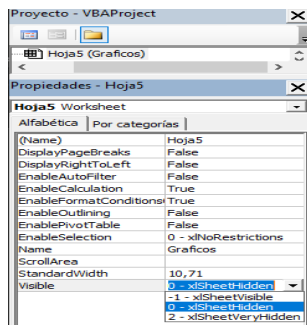 Proyecto - VBAProject
Hoja5 (Graficos)
Propiedades - Hoja5
Hoja5 Worksheet
Alfabética Por categorías
(Name) Hoja5
DisplayPageBreaks False
DisplayRightToLeft False
EnableAutoFilter False
EnableCalculation True
EnableFormatConditions True
EnableOutlining False
EnablePivotTable False
EnableSelection 0 - xlNoRestrictions
Name Graficos
ScrollArea
StandardWidth 10,71
Visible 0 - xlSheetHidden
-1 - xlSheetVisible
0 - xlSheetHidden
2 - xlSheetVeryHidden